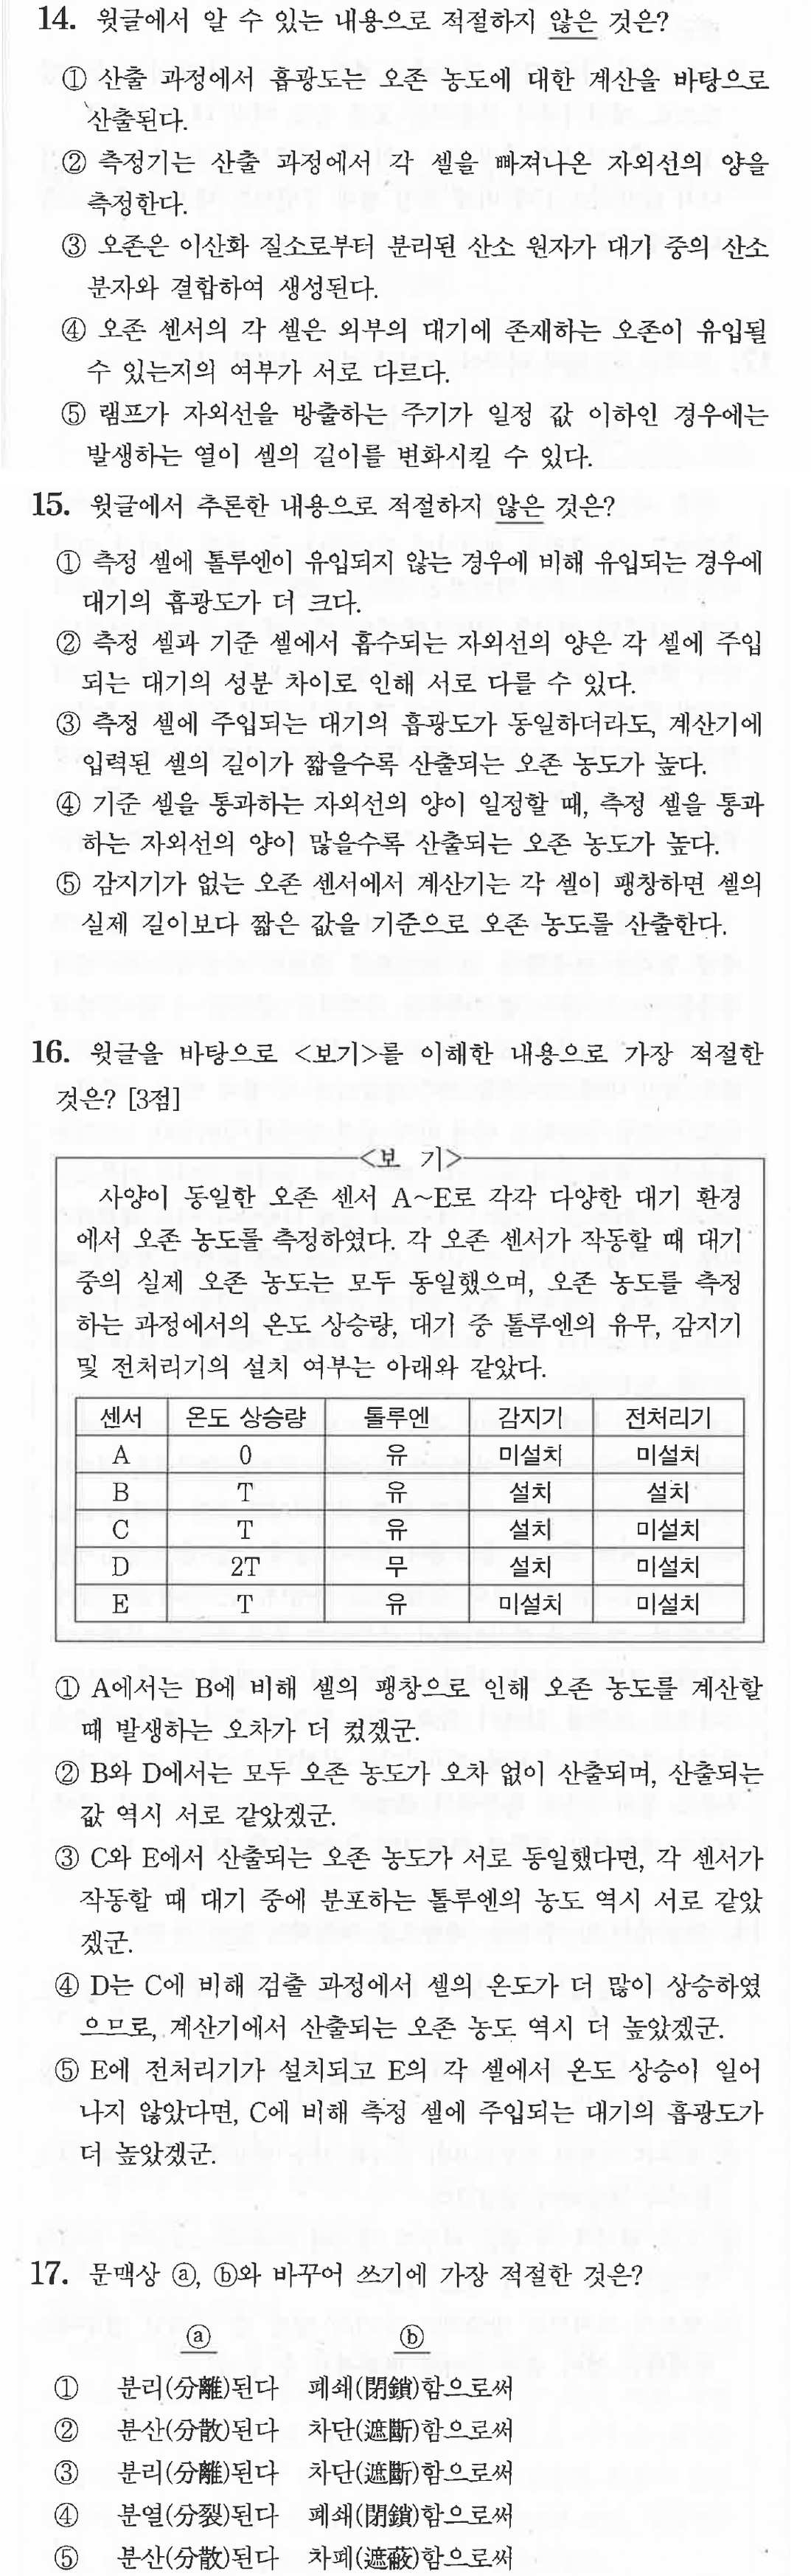 14. 윗글에서 알 수 있는 내용으로 적절하지 않은 것은?
① 산출 과정에서 흡광도는 오존 농도에 대한 계산을 바탕으로
산출된다.
② 측정기는 산출 과정에서 각 셀을 빠져나온 자외선의 양을
측정한다.
③ 오존은 이산화 질소로부터 분리된 산소 원자가 대기 중의 산소
분자와 결합하여 생성된다.
④ 오존 센서의 각 셀은 외부의 대기에 존재하는 오존이 유입될
수 있는지의 여부가 서로 다르다.
⑤ 램프가 자외선을 방출하는 주기가 일정 값 이하인 경우에는
발생하는 열이 셀의 길이를 변화시킬 수 있다.
15. 윗글에서 추론한 내용으로 적절하지 않은 것은?
① 측정 셀에 톨루엔이 유입되지 않는 경우에 비해 유입되는 경우에
대기의 흡광도가 더 크다.
② 측정 셀과 기준 셀에서 흡수되는 자외선의 양은 각 셀에 주입
되는 대기의 성분 차이로 인해 서로 다를 수 있다.
③ 측정 셀에 주입되는 대기의 흡광도가 동일하더라도, 계산기에
입력된 셀의 길이가 짧을수록 산출되는 오존 농도가 높다.
④ 기준 셀을 통과하는 자외선의 양이 일정할 때, 측정 셀을 통과
하는 자외선의 양이 많을수록 산출되는 오존 농도가 높다.
⑤ 감지기가 없는 오존 센서에서 계산기는 각 셀이 팽창하면 셀의
실제 길이보다 짧은 값을 기준으로 오존 농도를 산출한다.
16. 윗글을 바탕으로 <보기>를 이해한 내용으로 가장 적절한
것은? [3점]
<보 기>
사양이 동일한 오존 센서 A~E로 각각 다양한 대기 환경
에서 오존 농도를 측정하였다. 각 오존 센서가 작동할 때 대기
중의 실제 오존 농도는 모두 동일했으며, 오존 농도를 측정
하는 과정에서의 온도 상승량, 대기 중 톨루엔의 유무, 감지기
및 전처리기의 설치 여부는 아래와 같았다.
센서 온도 상승량 톨루엔 감지기 전처리기
A 0 유 미설치 미설치
B T 유 설치 설치
C T 유 설치 미설치
D 2T 무 설치 미설치
E T 유 미설치 미설치
① A에서는 B에 비해 셀의 팽창으로 인해 오존 농도를 계산할
때 발생하는 오차가 더 컸겠군.
② B와 D에서는 모두 오존 농도가 오차 없이 산출되며, 산출되는
값 역시 서로 같았겠군.
③ C와 E에서 산출되는 오존 농도가 서로 동일했다면, 각 센서가
작동할 때 대기 중에 분포하는 톨루엔의 농도 역시 서로 같았
겠군.
④ D는 C에 비해 검출 과정에서 셀의 온도가 더 많이 상승하였
으므로, 계산기에서 산출되는 오존 농도 역시 더 높았겠군.
⑤ E에 전처리기가 설치되고 E의 각 셀에서 온도 상승이 일어
나지 않았다면, C에 비해 측정 셀에 주입되는 대기의 흡광도가
더 높았겠군.
17. 문맥상 ⓐ, ⓑ와 바꾸어 쓰기에 가장 적절한 것은?
ⓐ ⓑ
① 분리(分離)된다 폐쇄(閉鎖)함으로써
② 분산(分散)된다 차단(遮斷)함으로써
③ 분리(分離)된다 차단(遮斷)함으로써
④ 분열(分裂)된다 폐쇄(閉鎖)함으로써
⑤ 분산(分散)된다 차폐(遮蔽)함으로써